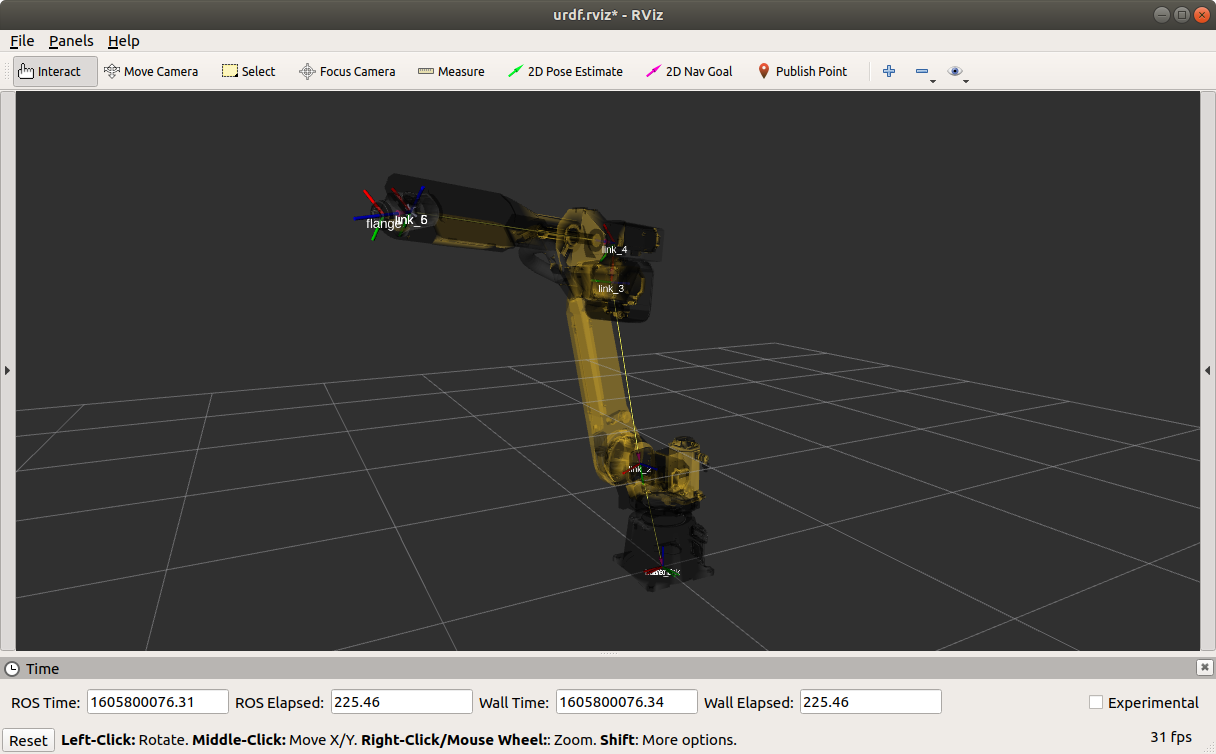 urdf.rviz* - RViz
File Panels Help
Interact Move Camera Select Focus Camera Measure 2D Pose Estimate 2D Nav Goal Publish Point
flange link_6
link_4
link_3
link_2
Time
ROS Time: 1605800076.31 ROS Elapsed: 225.46 Wall Time: 1605800076.34 Wall Elapsed: 225.46 Experimental
Reset Left-Click: Rotate. Middle-Click: Move X/Y. Right-Click/Mouse Wheel:: Zoom. Shift: More options. 31 fps